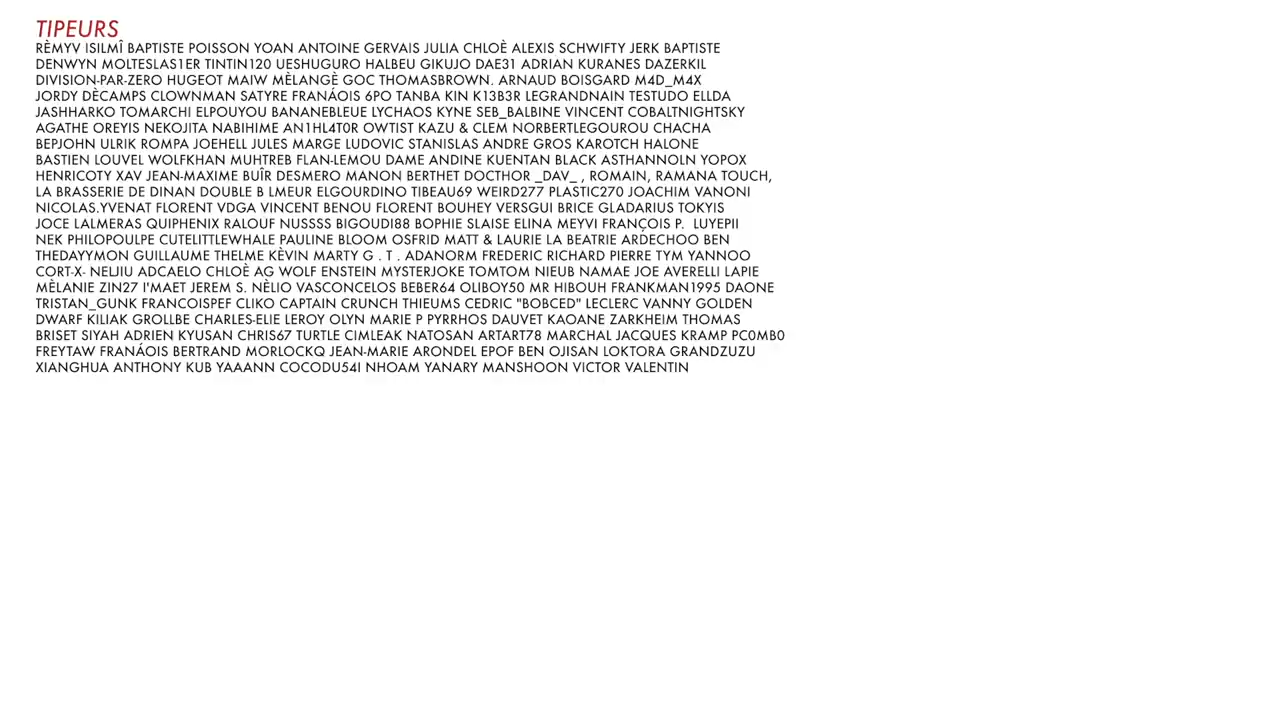 TIPEURS
RÈMYV ISILMÎ BAPTISTE POISSON YOAN ANTOINE GERVAIS JULIA CHLOÈ ALEXIS SCHWIFTY JERK BAPTISTE
DENWYN MOLTESLAS1ER TINTIN120 UESHUGURO HALBEU GIKUJO DAE31 ADRIAN KURANES DAZERKIL
DIVISION-PAR-ZERO HUGEOT MAIW MÈLANGÈ GOC THOMASBROWN. ARNAUD BOISGARD M4D_M4X
JORDY DÈCAMPS CLOWNMAN SATYRE FRANÁOIS 6PO TANBA KIN K13B3R LEGRANDNAIN TESTUDO ELLDA
JASHHARKO TOMARCHI ELPOUYOU BANANEBLEUE LYCHAOS KYNE SEB_BALBINE VINCENT COBALTNIGHTSKY
AGATHE OREYIS NEKOJITA NABIHIME AN1HL4T0R OWTIST KAZU & CLEM NORBERTLEGOUROU CHACHA
BEPJOHN ULRIK ROMPA JOEHELL JULES MARGE LUDOVIC STANISLAS ANDRE GROS KAROTCH HALONE
BASTIEN LOUVEL WOLFKHAN MUHTREB FLAN-LEMOU DAME ANDINE KUENTAN BLACK ASTHANNOLN YOPOX
HENRICOTY XAV JEAN-MAXIME BUÎR DESMERO MANON BERTHET DOCTHOR _DAV_ , ROMAIN, RAMANA TOUCH,
LA BRASSERIE DE DINAN DOUBLE B LMEUR ELGOURDINO TIBEAU69 WEIRD277 PLASTIC270 JOACHIM VANONI
NICOLAS.YVENAT FLORENT VDGA VINCENT BENOU FLORENT BOUHEY VERSGUI BRICE GLADARIUS TOKYIS
JOCE LALMERAS QUIPHENIX RALOUF NUSSSS BIGOUDI88 BOPHIE SLAISE ELINA MEYVI FRANÇOIS P.  LUYEPII
NEK PHILOPOULPE CUTELITTLEWHALE PAULINE BLOOM OSFRID MATT & LAURIE LA BEATRIE ARDECHOO BEN
THEDAYYMON GUILLAUME THELME KÈVIN MARTY G . T . ADANORM FREDERIC RICHARD PIERRE TYM YANNOO
CORT-X- NELJIU ADCAELO CHLOÈ AG WOLF ENSTEIN MYSTERJOKE TOMTOM NIEUB NAMAE JOE AVERELLI LAPIE
MÈLANIE ZIN27 I'MAET JEREM S. NÈLIO VASCONCELOS BEBER64 OLIBOY50 MR HIBOUH FRANKMAN1995 DAONE
TRISTAN_GUNK FRANCOISPEF CLIKO CAPTAIN CRUNCH THIEUMS CEDRIC "BOBCED" LECLERC VANNY GOLDEN
DWARF KILIAK GROLLBE CHARLES-ELIE LEROY OLYN MARIE P PYRRHOS DAUVET KAOANE ZARKHEIM THOMAS
BRISET SIYAH ADRIEN KYUSAN CHRIS67 TURTLE CIMLEAK NATOSAN ARTART78 MARCHAL JACQUES KRAMP PC0MB0
FREYTAW FRANÁOIS BERTRAND MORLOCKQ JEAN-MARIE ARONDEL EPOF BEN OJISAN LOKTORA GRANDZUZU
XIANGHUA ANTHONY KUB YAAANN COCODU54I NHOAM YANARY MANSHOON VICTOR VALENTIN